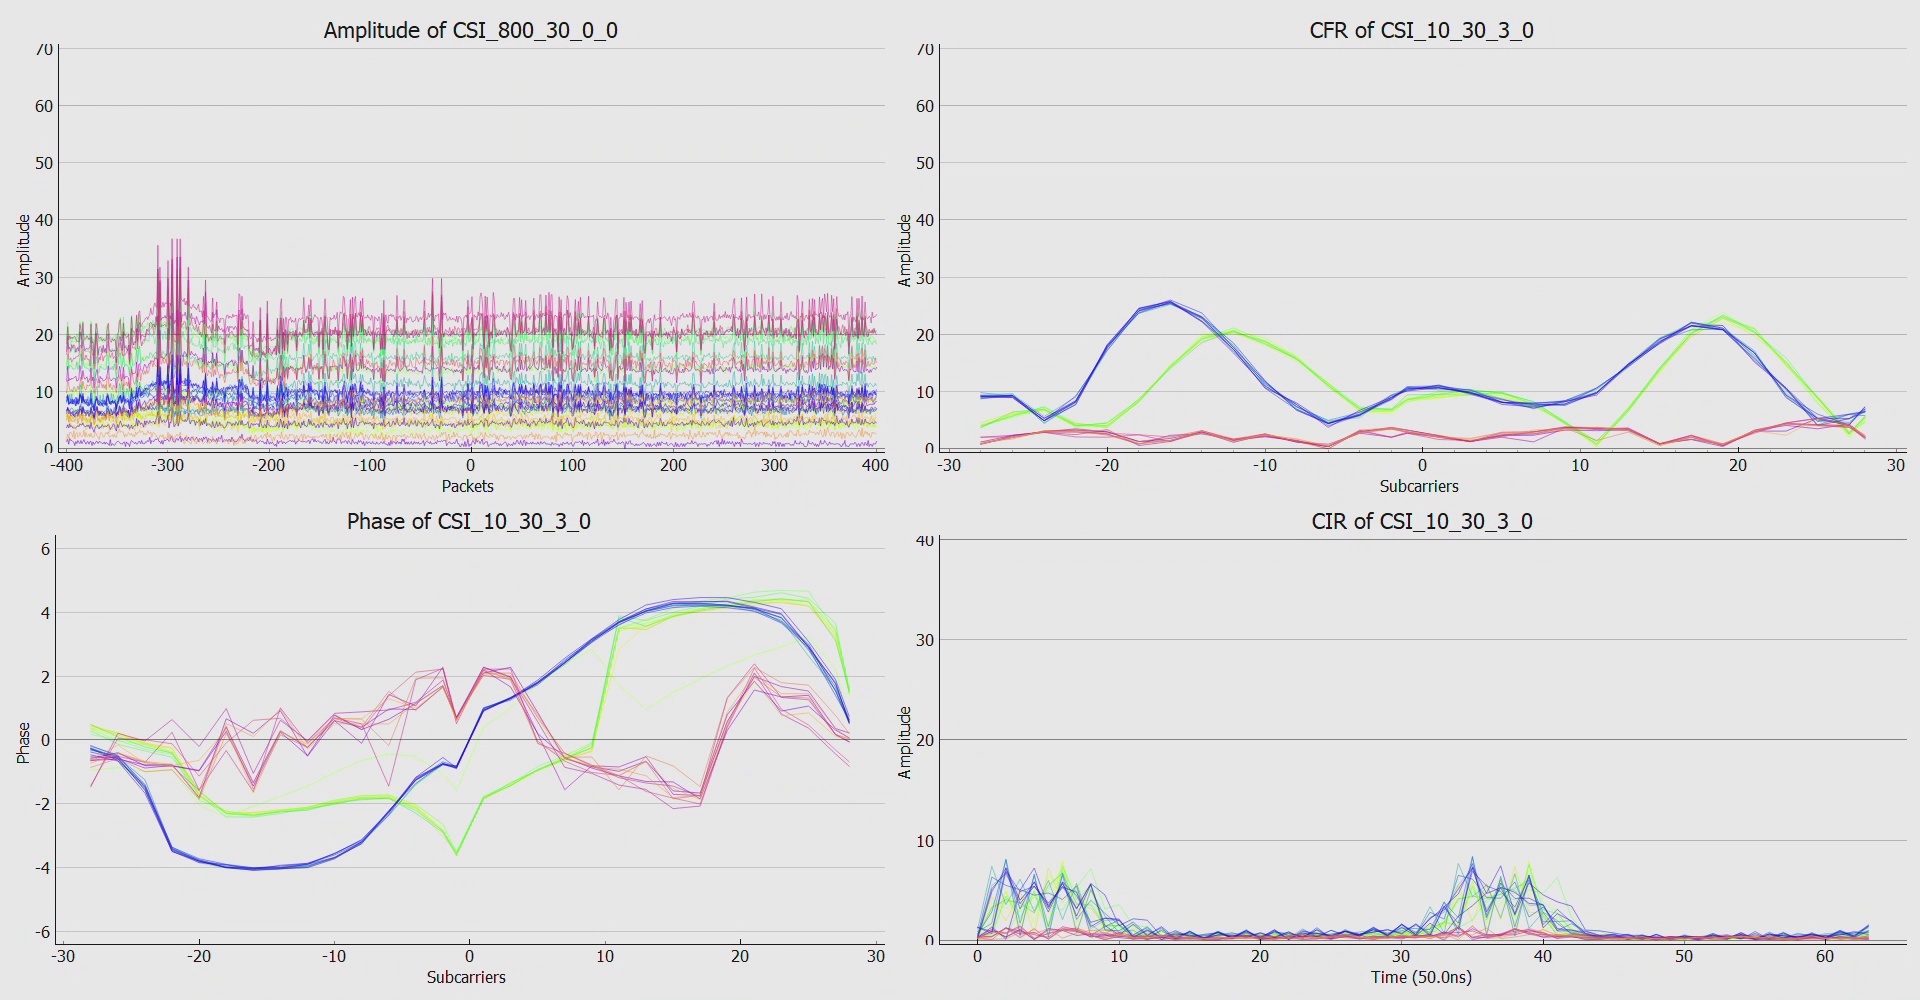 Amplitude of CSI_800_30_0_0
70
60
50
40
30
20
10
0
Amplitude
-400 -300 -200 -100 0 100 200 300 400
Packets
CFR of CSI_10_30_3_0
70
60
50
40
30
20
10
0
Amplitude
-30 -20 -10 0 10 20 30
Subcarriers
Phase of CSI_10_30_3_0
6
4
2
0
-2
-4
-6
Phase
-30 -20 -10 0 10 20 30
Subcarriers
CIR of CSI_10_30_3_0
40
30
20
10
0
Amplitude
0 10 20 30 40 50 60
Time (50.0ns)